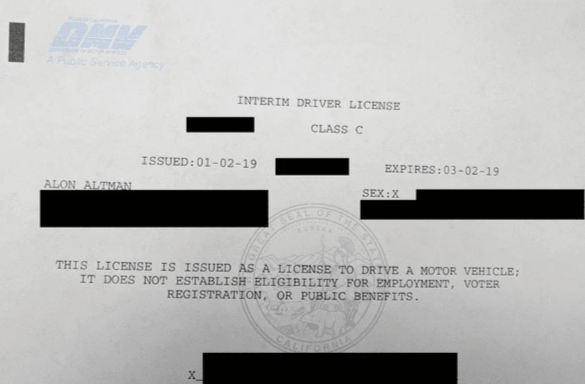 DMV
A Public Service Agency
INTERIM DRIVER LICENSE
CLASS C
ISSUED:01-02-19 EXPIRES:03-02-19
ALON ALTMAN
SEX:X
THIS LICENSE IS ISSUED AS A LICENSE TO DRIVE A MOTOR VEHICLE;
IT DOES NOT ESTABLISH ELIGIBILITY FOR EMPLOYMENT, VOTER
REGISTRATION, OR PUBLIC BENEFITS.
CALIFORNIA
X_